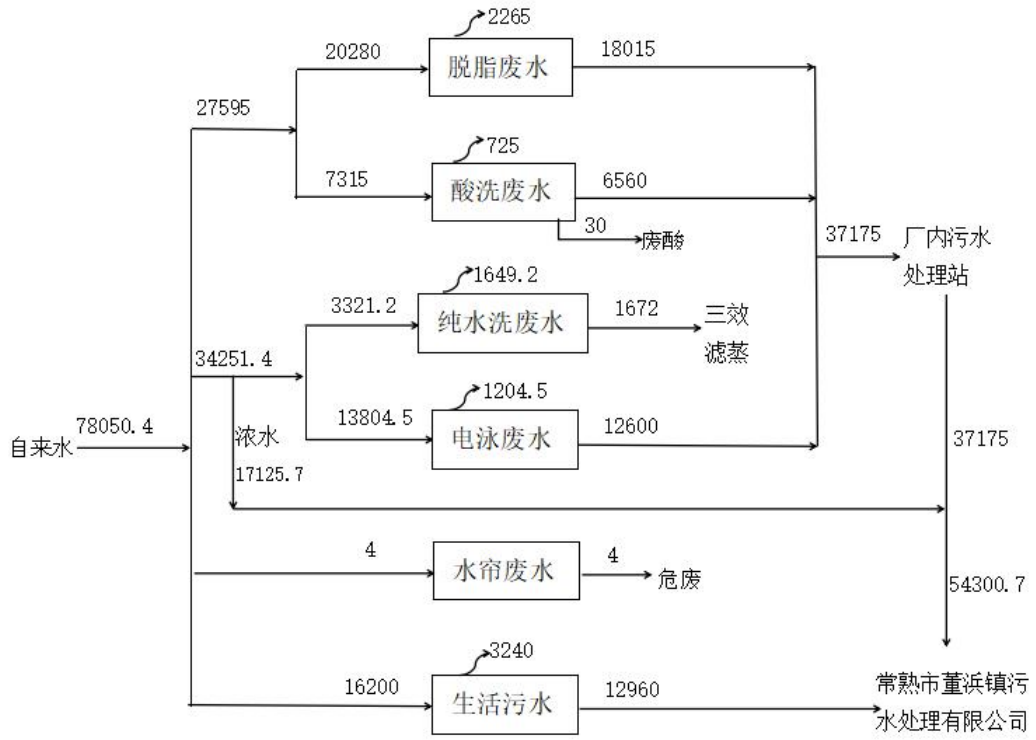 2265
20280
脱脂废水
18015
27595
725
7315
酸洗废水
6560
30
废酸
37175
厂内污水
处理站
1649.2
3321.2
纯水洗废水
1672
三效
滤蒸
34251.4
1204.5
13804.5
电泳废水
12600
78050.4
自来水
浓水
17125.7
37175
4
水帘废水
4
危废
54300.7
3240
16200
生活污水
12960
常熟市董浜镇污
水处理有限公司